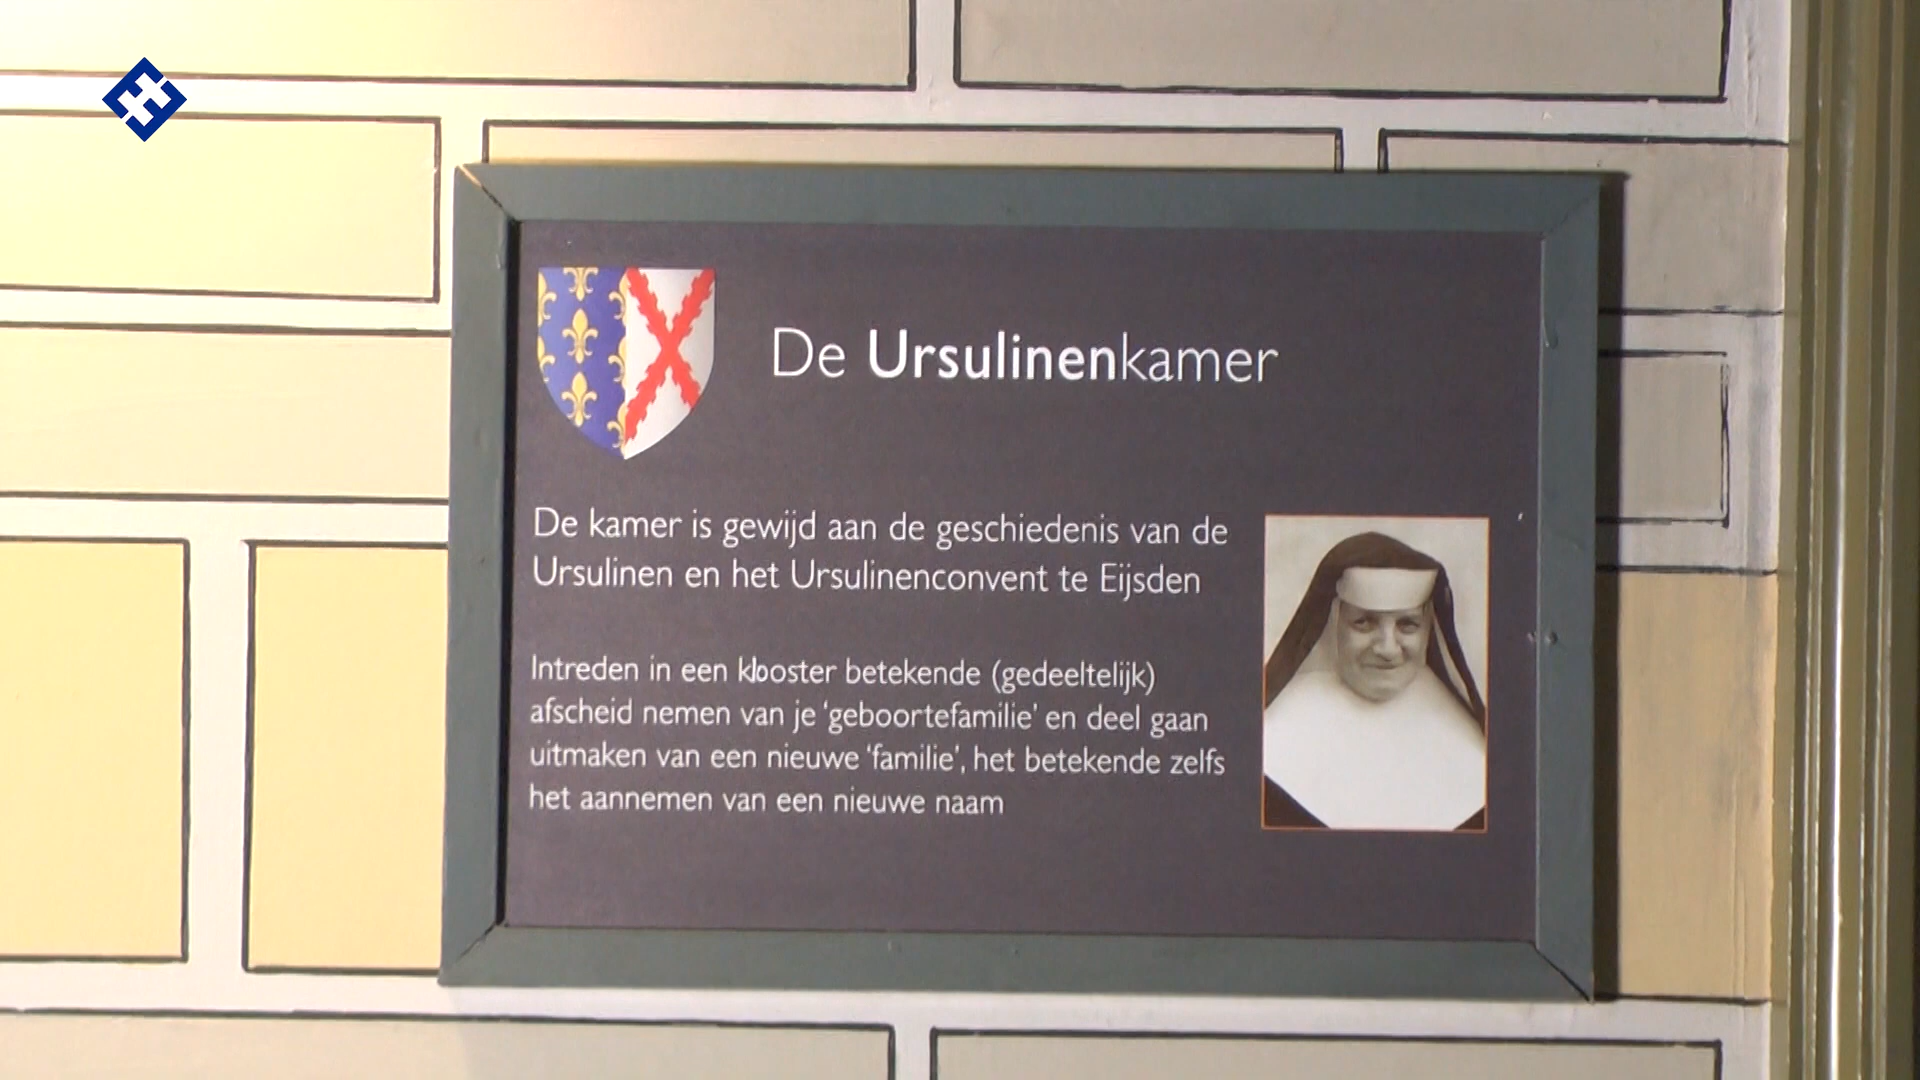 De Ursulinenkamer
De kamer is gewijd aan de geschiedenis van de
Ursulinen en het Ursulinenconvent te Eijsden
Intreden in een klooster betekende (gedeeltelijk)
afscheid nemen van je ‘geboortefamilie’ en deel gaan
uitmaken van een nieuwe ‘familie’, het betekende zelfs
het aannemen van een nieuwe naam